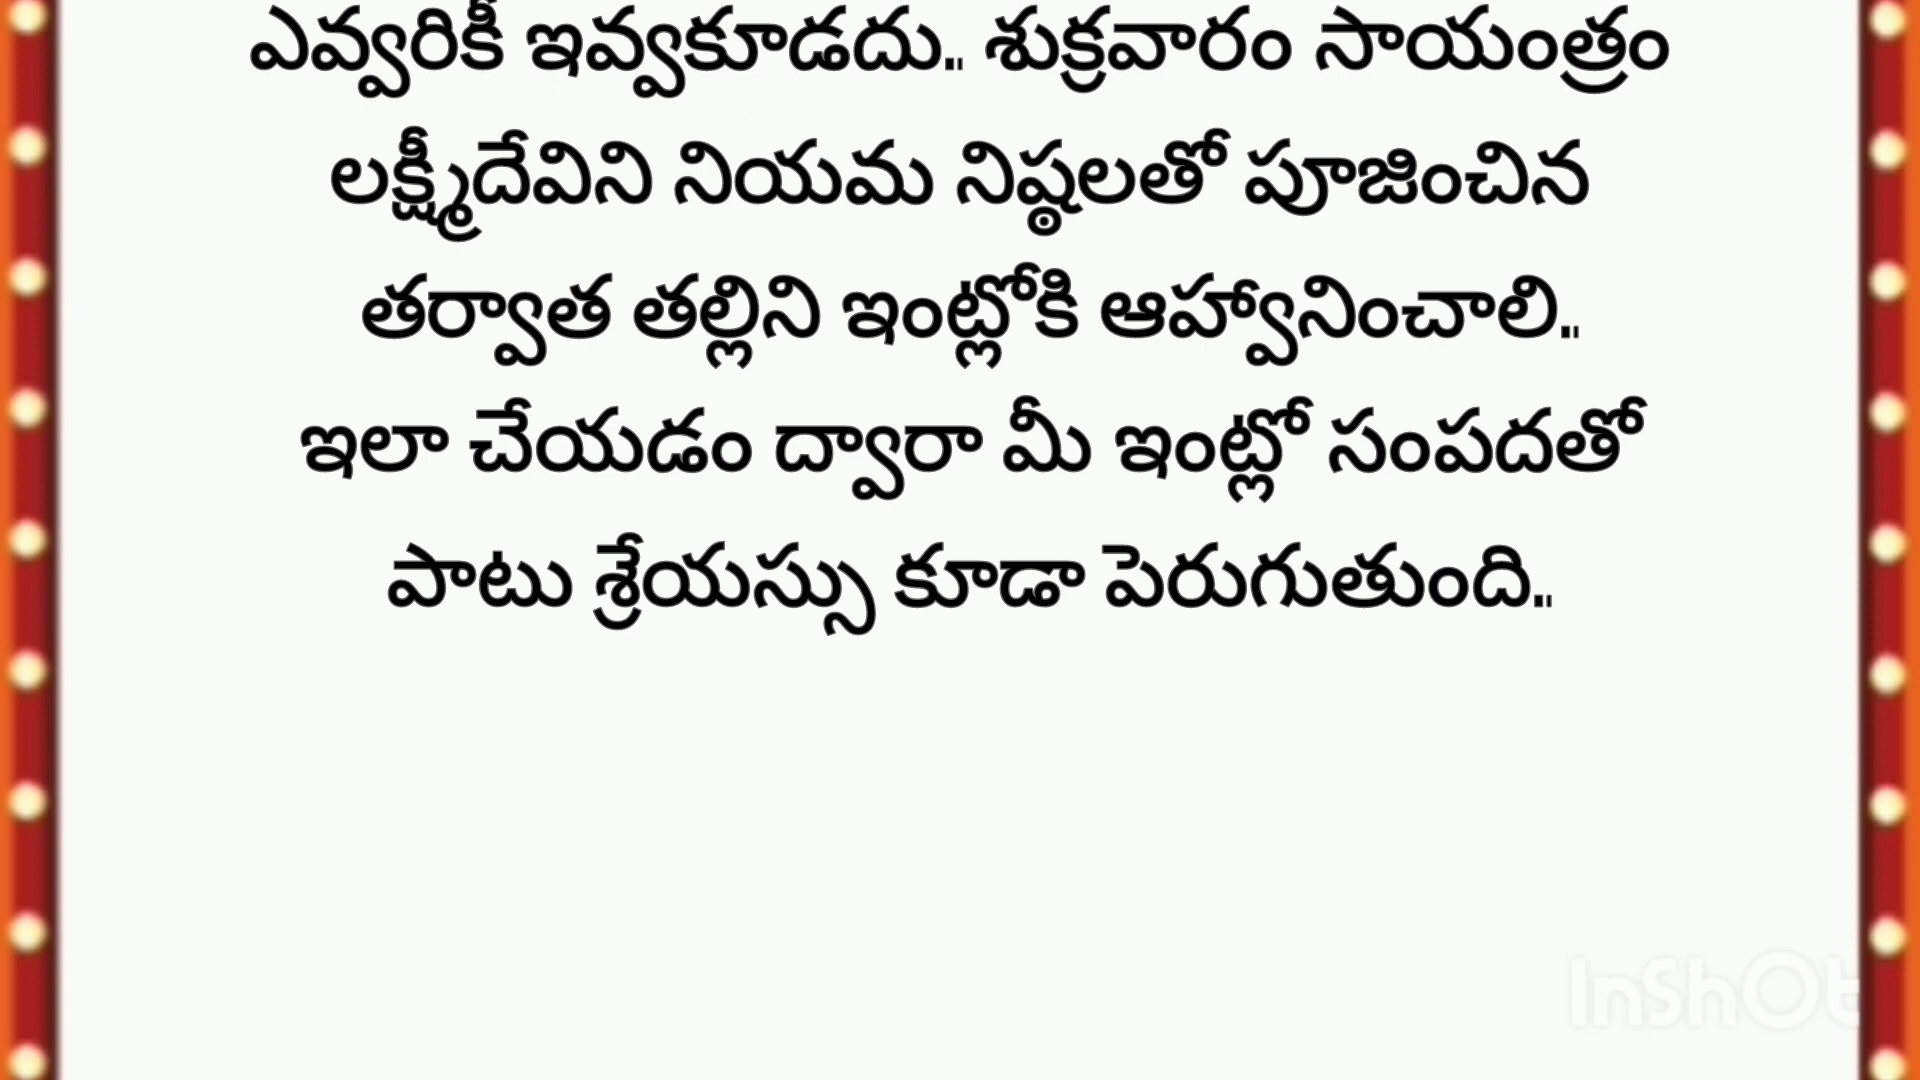 ఎవ్వరికీ ఇవ్వకూడదు.. శుక్రవారం సాయంత్రం
లక్ష్మీదేవిని నియమ నిష్ఠలతో పూజించిన
తర్వాత తల్లిని ఇంట్లోకి ఆహ్వానించాలి..
ఇలా చేయడం ద్వారా మీ ఇంట్లో సంపదతో
పాటు శ్రేయస్సు కూడా పెరుగుతుంది..
InShOt